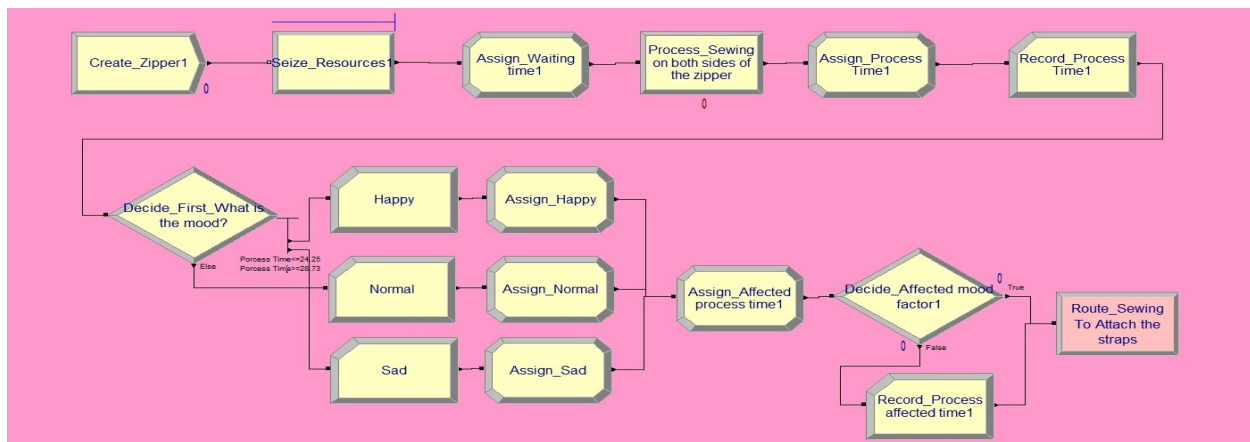 Create_Zipper1
0
Seize_Resources1
Assign_Waiting
time1
Process_Sewing
on both sides of
the zipper
0
Assign_Process
Time1
Record_Process
Time1
Decide_First_What is
the mood?
Else
Porcess Time<=24.25
Porcess Time>=28.73
Happy
Assign_Happy
Normal
Assign_Normal
Sad
Assign_Sad
Assign_Affected
process time1
Decide_Affected mood
factor1
0
True
0
False
Record_Process
affected time1
Route_Sewing
To Attach the
straps